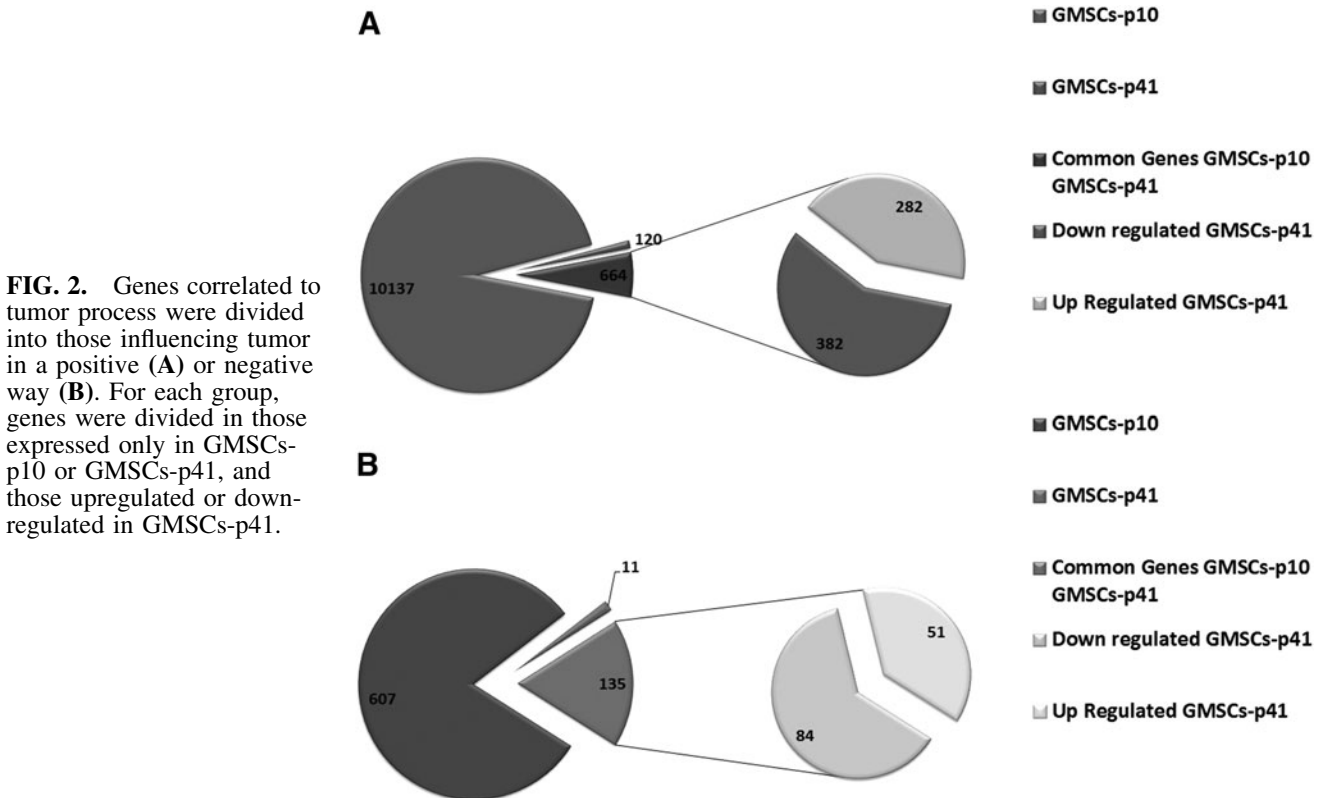 FIG. 2. Genes correlated to
tumor process were divided
into those influencing tumor
in a positive (A) or negative
way (B). For each group,
genes were divided in those
expressed only in GMSCs-
p10 or GMSCs-p41, and
those upregulated or down-
regulated in GMSCs-p41.
A
10137
120
664
282
382
GMSCs-p10
GMSCs-p41
Common Genes GMSCs-p10
GMSCs-p41
Down regulated GMSCs-p41
Up Regulated GMSCs-p41
B
607
11
135
51
84
GMSCs-p10
GMSCs-p41
Common Genes GMSCs-p10
GMSCs-p41
Down regulated GMSCs-p41
Up Regulated GMSCs-p41